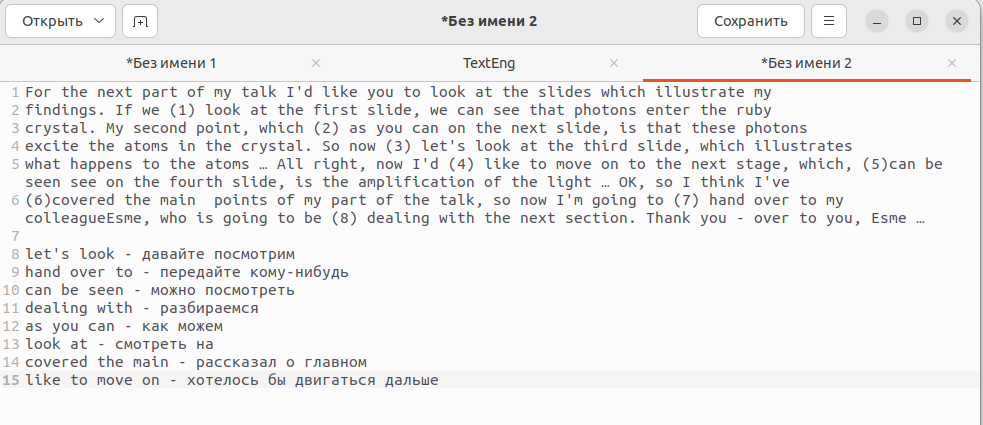 Открыть
*Без имени 2
Сохранить
*Без имени 1
TextEng
*Без имени 2
1 For the next part of my talk I'd like you to look at the slides which illustrate my
2 findings. If we (1) look at the first slide, we can see that photons enter the ruby
3 crystal. My second point, which (2) as you can on the next slide, is that these photons
4 excite the atoms in the crystal. So now (3) let's look at the third slide, which illustrates
5 what happens to the atoms … All right, now I'd (4) like to move on to the next stage, which, (5)can be
seen see on the fourth slide, is the amplification of the light … OK, so I think I've
6 (6)covered the main  points of my part of the talk, so now I'm going to (7) hand over to my
colleagueEsme, who is going to be (8) dealing with the next section. Thank you - over to you, Esme …
7
8 let's look - давайте посмотрим
9 hand over to - передайте кому-нибудь
10 can be seen - можно посмотреть
11 dealing with - разбираемся
12 as you can - как можем
13 look at - смотреть на
14 covered the main - рассказал о главном
15 like to move on - хотелось бы двигаться дальше